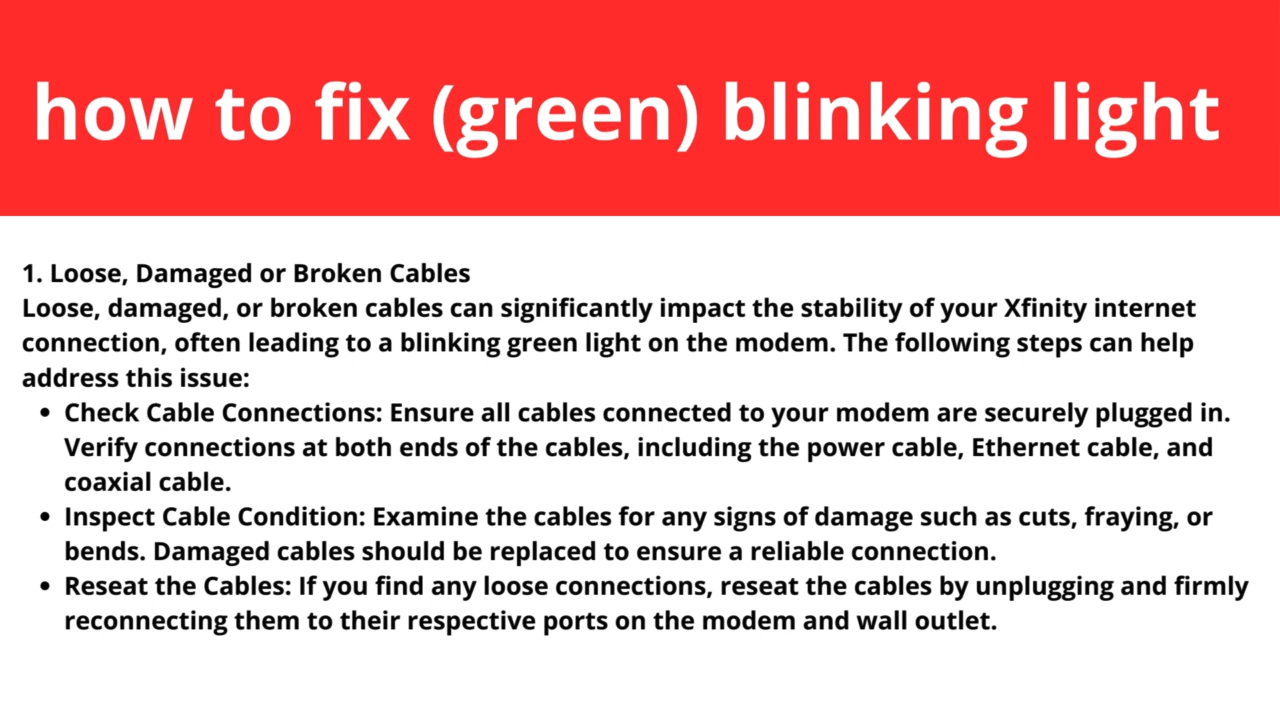 how to fix (green) blinking light
1. Loose, Damaged or Broken Cables
Loose, damaged, or broken cables can significantly impact the stability of your Xfinity internet
connection, often leading to a blinking green light on the modem. The following steps can help
address this issue:
• Check Cable Connections: Ensure all cables connected to your modem are securely plugged in.
Verify connections at both ends of the cables, including the power cable, Ethernet cable, and
coaxial cable.
• Inspect Cable Condition: Examine the cables for any signs of damage such as cuts, fraying, or
bends. Damaged cables should be replaced to ensure a reliable connection.
• Reseat the Cables: If you find any loose connections, reseat the cables by unplugging and firmly
reconnecting them to their respective ports on the modem and wall outlet.